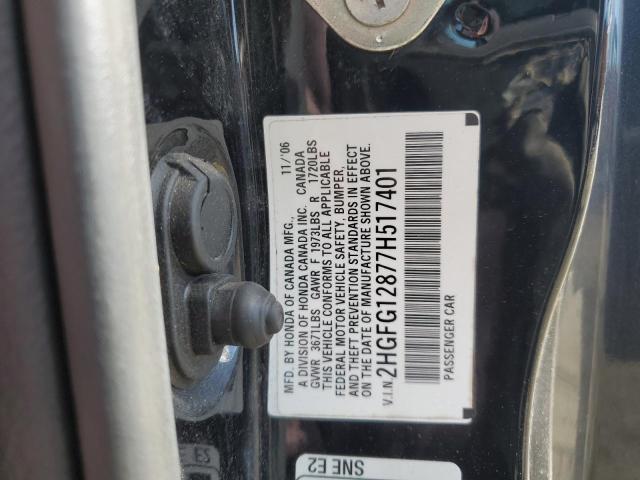 MFD. BY HONDA OF CANADA MFG., 11/'06
A DIVISION OF HONDA CANADA INC. CANADA
GVWR 3671LBS GAWR F 1973LBS R 1720LBS
THIS VEHICLE CONFORMS TO ALL APPLICABLE
FEDERAL MOTOR VEHICLE SAFETY, BUMPER,
AND THEFT PREVENTION STANDARDS IN EFFECT
ON THE DATE OF MANUFACTURE SHOWN ABOVE.
V.I.N. 2HGFG12877H517401
PASSENGER CAR
SNE E2